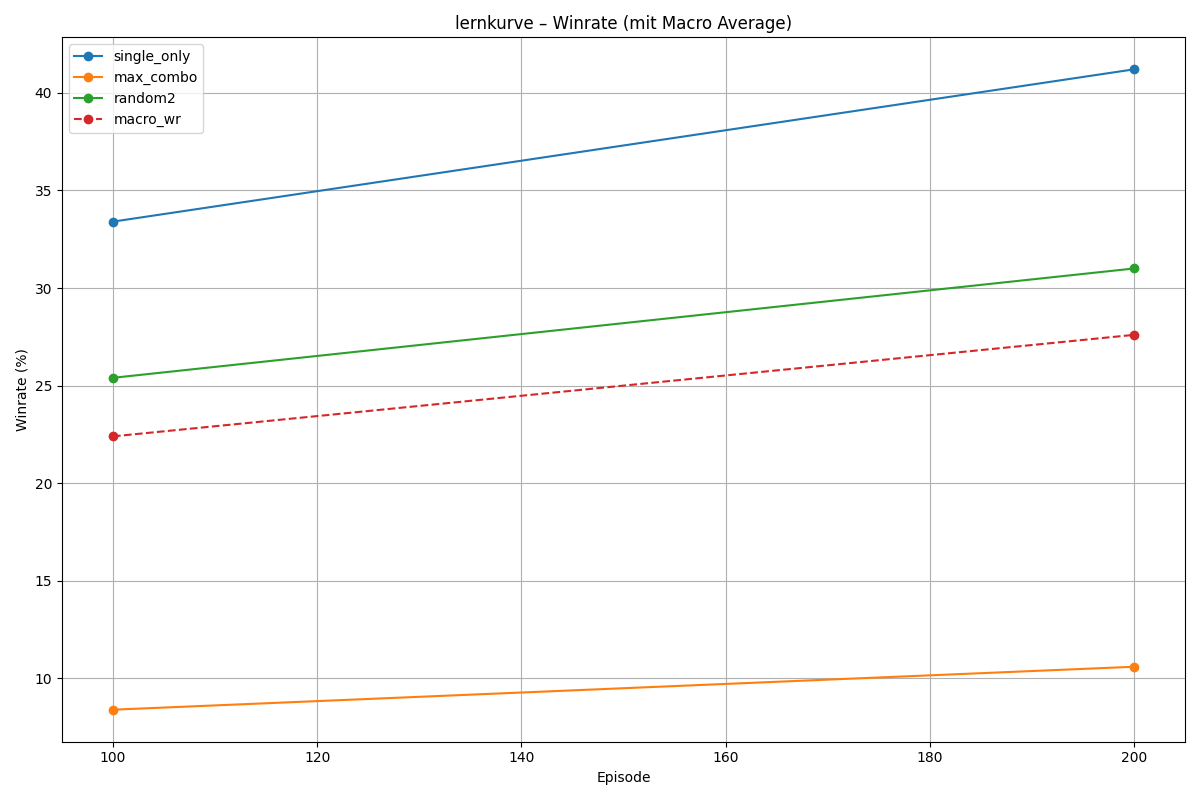 lernkurve – Winrate (mit Macro Average)
single_only
max_combo
random2
macro_wr
Winrate (%)
40
35
30
25
20
15
10
100 120 140 160 180 200
Episode